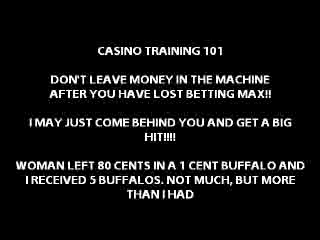 CASINO TRAINING 101
DON'T LEAVE MONEY IN THE MACHINE
AFTER YOU HAVE LOST BETTING MAX!!
I MAY JUST COME BEHIND YOU AND GET A BIG
HIT!!!!
WOMAN LEFT 80 CENTS IN A 1 CENT BUFFALO AND
I RECEIVED 5 BUFFALOS. NOT MUCH, BUT MORE
THAN I HAD